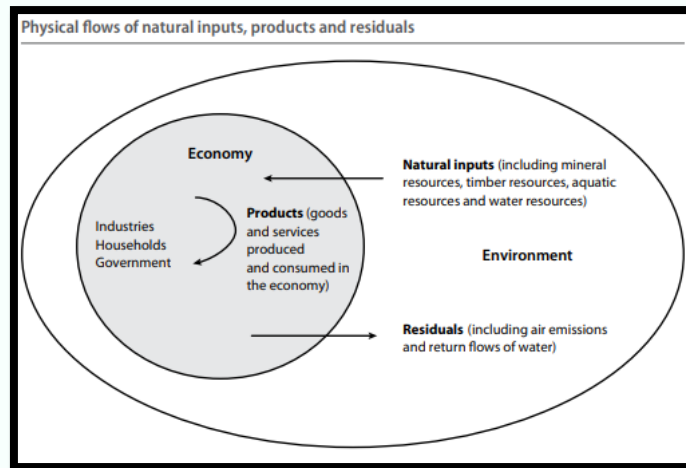 Physical flows of natural inputs, products and residuals
Economy
Industries
Households
Government
Products (goods
and services
produced
and consumed in
the economy)
Natural inputs (including mineral
resources, timber resources, aquatic
resources and water resources)
Environment
Residuals (including air emissions
and return flows of water)